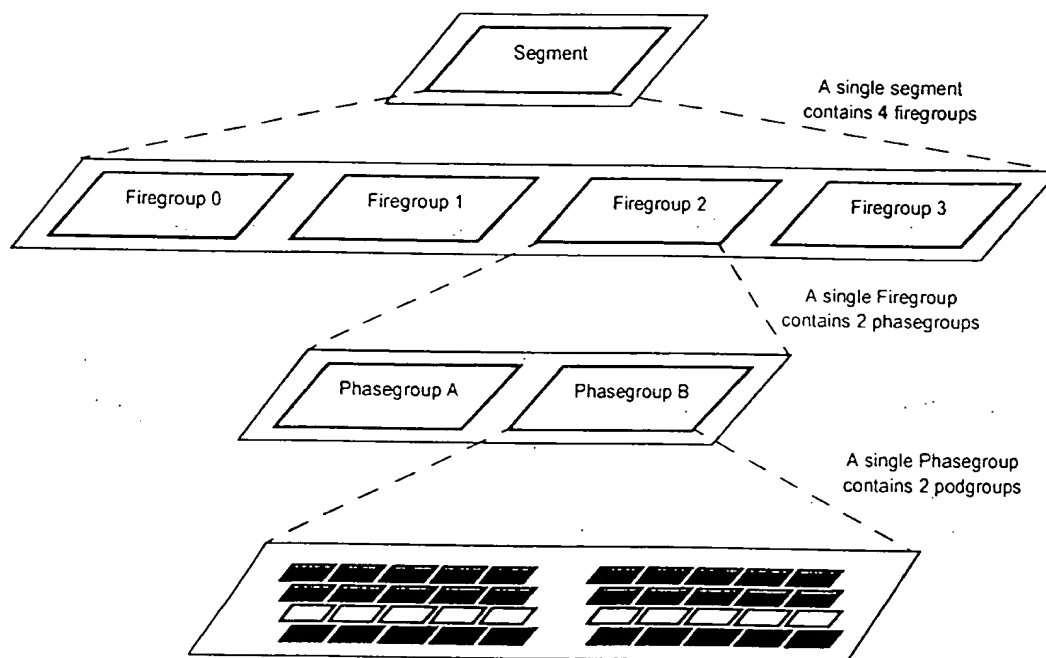 Segment
A single segment
contains 4 firegroups
Firegroup 0
Firegroup 1
Firegroup 2
Firegroup 3
A single Firegroup
contains 2 phasegroups
Phasegroup A
Phasegroup B
A single Phasegroup
contains 2 podgroups